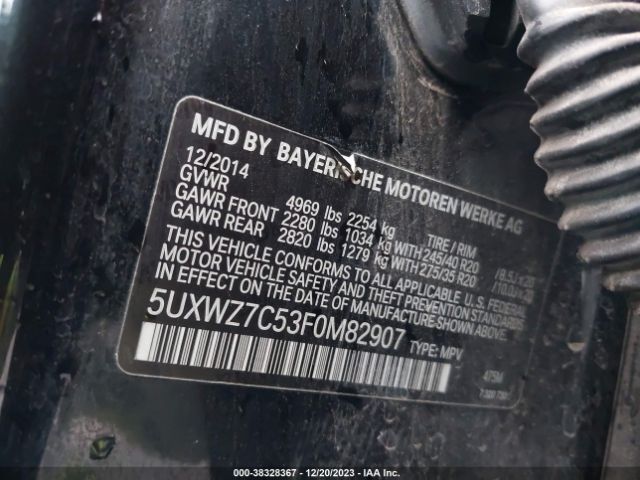 MFD BY BAYERISCHE MOTOREN WERKE AG
12/2014
GVWR 4969 lbs 2254 kg TIRE / RIM
GAWR FRONT 2280 lbs 1034 kg WITH 245/40 R20
GAWR REAR 2820 lbs 1279 kg WITH 275/35 R20
THIS VEHICLE CONFORMS TO ALL APPLICABLE U.S. FEDERAL
MOTOR VEHICLE SAFETY AND THEFT PREVENTION STANDARDS
IN EFFECT ON THE DATE OF MANUFACTURE SHOWN ABOVE.
5UXWZ7C53F0M82907 TYPE: MPV
475M
000-38328367 - 12/20/2023 - IAA Inc.